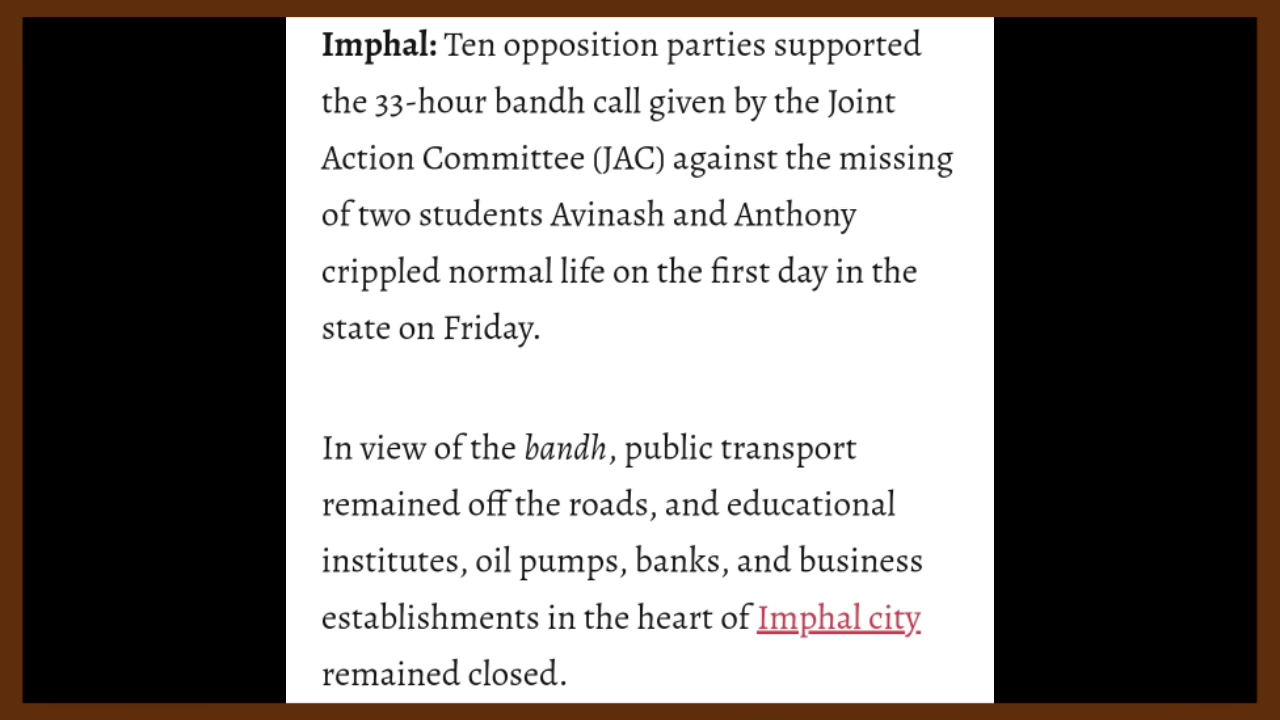 Imphal: Ten opposition parties supported
the 33-hour bandh call given by the Joint
Action Committee (JAC) against the missing
of two students Avinash and Anthony
crippled normal life on the first day in the
state on Friday.
In view of the bandh, public transport
remained off the roads, and educational
institutes, oil pumps, banks, and business
establishments in the heart of Imphal city
remained closed.